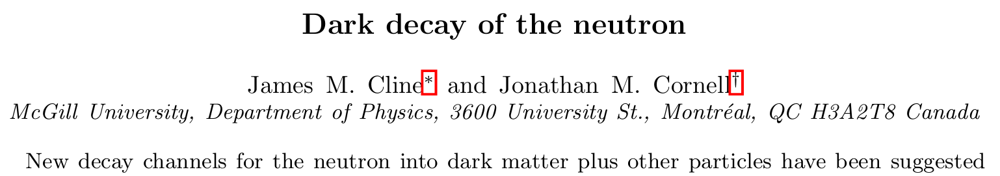 Dark decay of the neutron
James M. Cline* and Jonathan M. Cornell†
McGill University, Department of Physics, 3600 University St., Montréal, QC H3A2T8 Canada
New decay channels for the neutron into dark matter plus other particles have been suggested